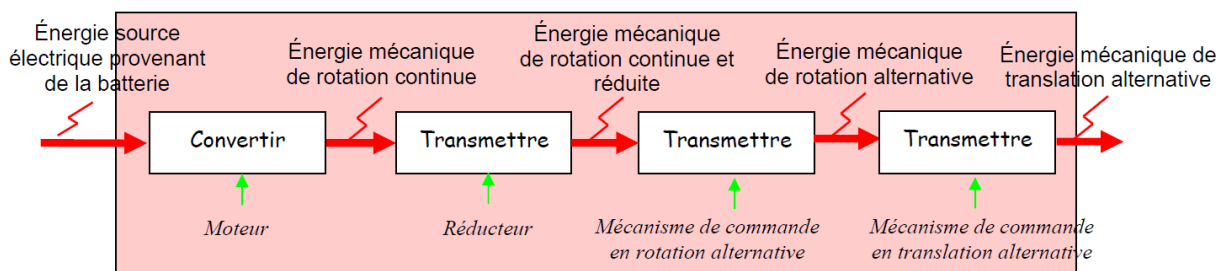 Énergie source
électrique provenant
de la batterie
Énergie mécanique
de rotation continue
Énergie mécanique
de rotation continue et
réduite
Énergie mécanique
de rotation alternative
Énergie mécanique de
translation alternative
Convertir
Transmettre
Transmettre
Transmettre
Moteur
Réducteur
Mécanisme de commande
en rotation alternative
Mécanisme de commande
en translation alternative